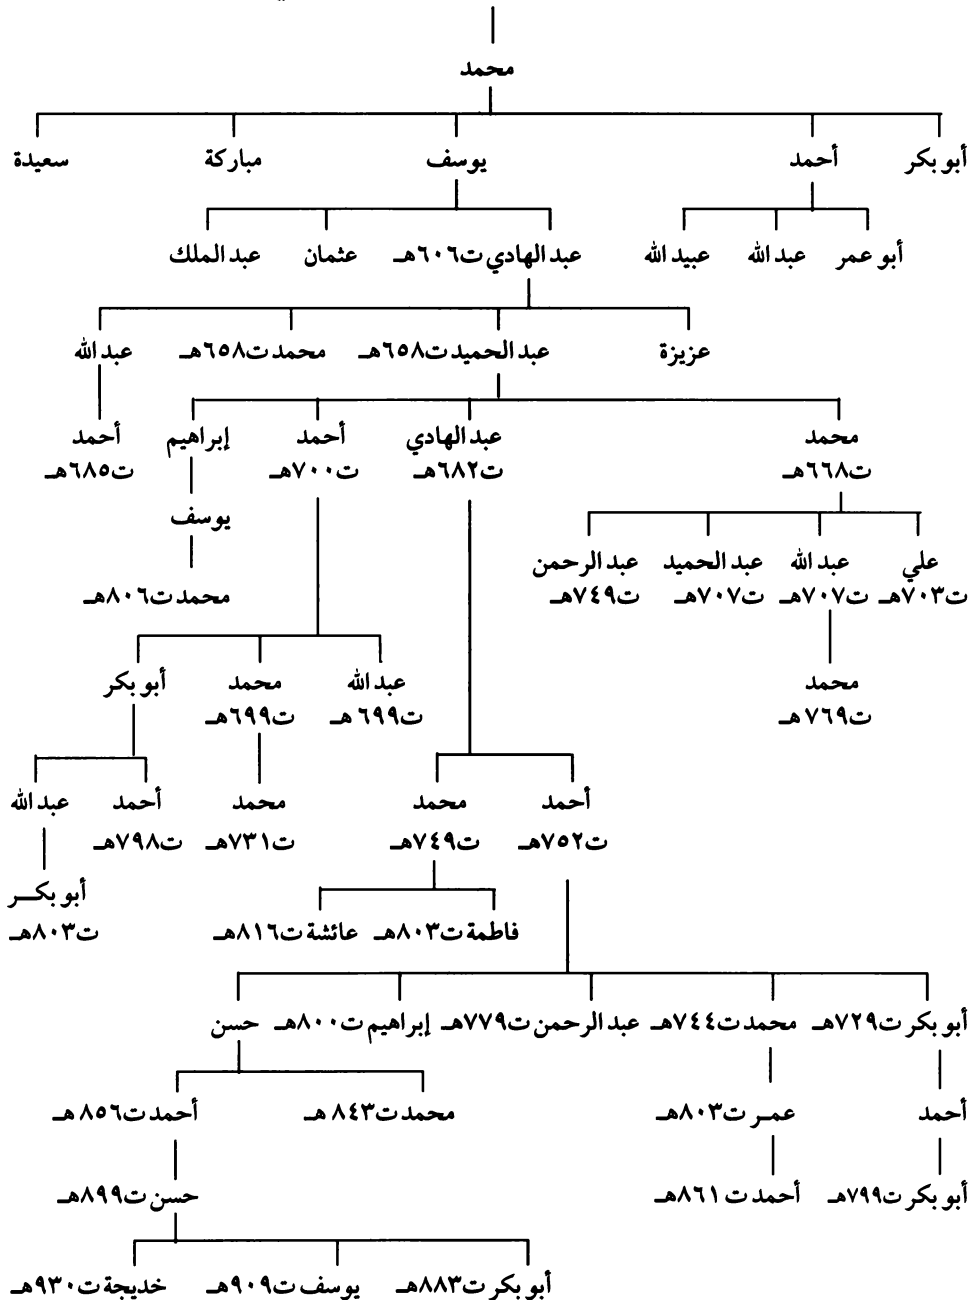 محمد
أبو بكر أحمد يوسف مباركة سعيدة
أبو عمر عبد الله عبيد الله عبد الهادي ت٦٠٦هـ عثمان عبد الملك
عزيزة عبد الحميد ت٦٥٨هـ محمد ت٦٥٨هـ عبد الله
محمد عبد الهادي أحمد إبراهيم أحمد
ت٦٦٨هـ ت٦٨٢هـ ت٧٠٠هـ ت٦٨٥هـ
يوسف
علي عبد الله عبد الحميد عبد الرحمن
ت٧٠٣هـ ت٧٠٧هـ ت٧٠٧هـ ت٧٤٩هـ محمد ت٨٠٦هـ
محمد عبد الله محمد أبو بكر
ت٧٦٩هـ ت٦٩٩هـ ت٦٩٩هـ
أحمد محمد محمد أحمد عبد الله
ت٧٥٢هـ ت٧٤٩هـ ت٧٣١هـ ت٧٩٨هـ
أبو بكـر
فاطمة ت٨٠٣هـ عائشة ت٨١٦هـ ت٨٠٣هـ
أبو بكر ت٧٢٩هـ محمد ت٧٤٤هـ عبد الرحمن ت٧٧٩هـ إبراهيم ت٨٠٠هـ حسن
أحمد عمـر ت٨٠٣هـ محمد ت٨٤٣هـ أحمد ت٨٥٦هـ
أبو بكر ت٧٩٩هـ أحمد ت٨٦١هـ حسن ت٨٩٩هـ
أبو بكر ت٨٨٣هـ يوسف ت٩٠٩هـ خديجة ت٩٣٠هـ